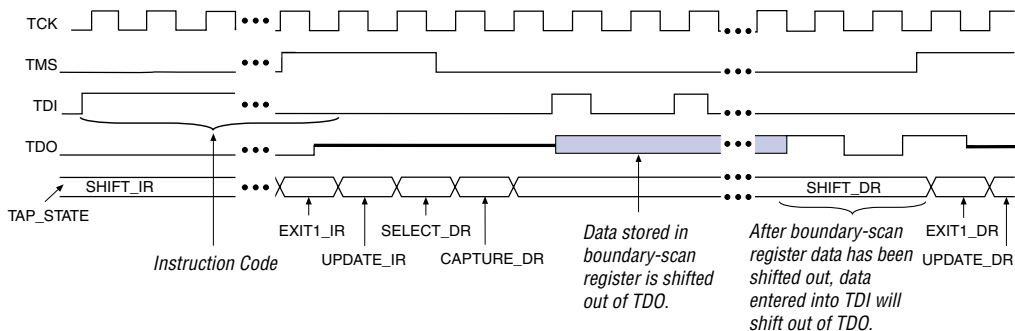 TCK
TMS
TDI
TDO
SHIFT_IR
SHIFT_DR
TAP_STATE
EXIT1_IR
SELECT_DR
UPDATE_IR
CAPTURE_DR
EXIT1_DR
UPDATE_DR
Instruction Code
Data stored in
boundary-scan
register is shifted
out of TDO.
After boundary-scan
register data has been
shifted out, data
entered into TDI will
shift out of TDO.